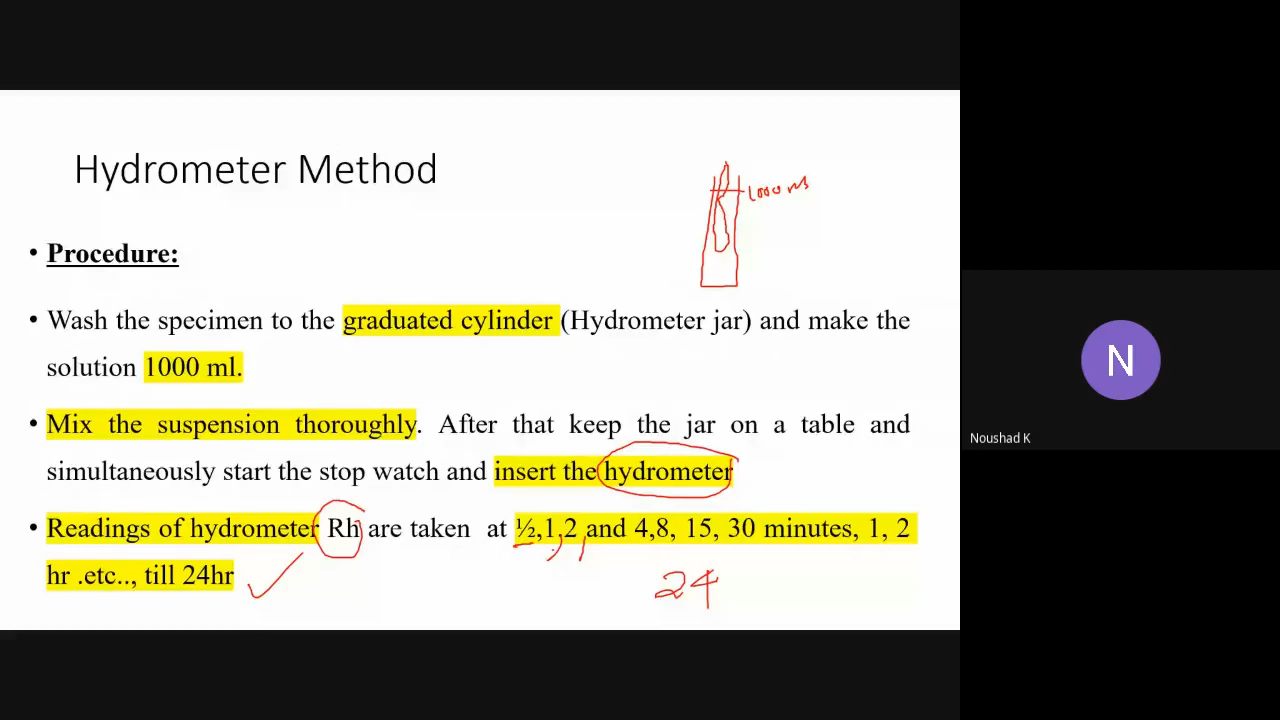 Hydrometer Method
1000 ml
• Procedure:
• Wash the specimen to the graduated cylinder (Hydrometer jar) and make the
solution 1000 ml.
• Mix the suspension thoroughly. After that keep the jar on a table and
simultaneously start the stop watch and insert the hydrometer
• Readings of hydrometer Rh are taken at ½,1,2 and 4,8, 15, 30 minutes, 1, 2
hr .etc.., till 24hr
24
N
Noushad K